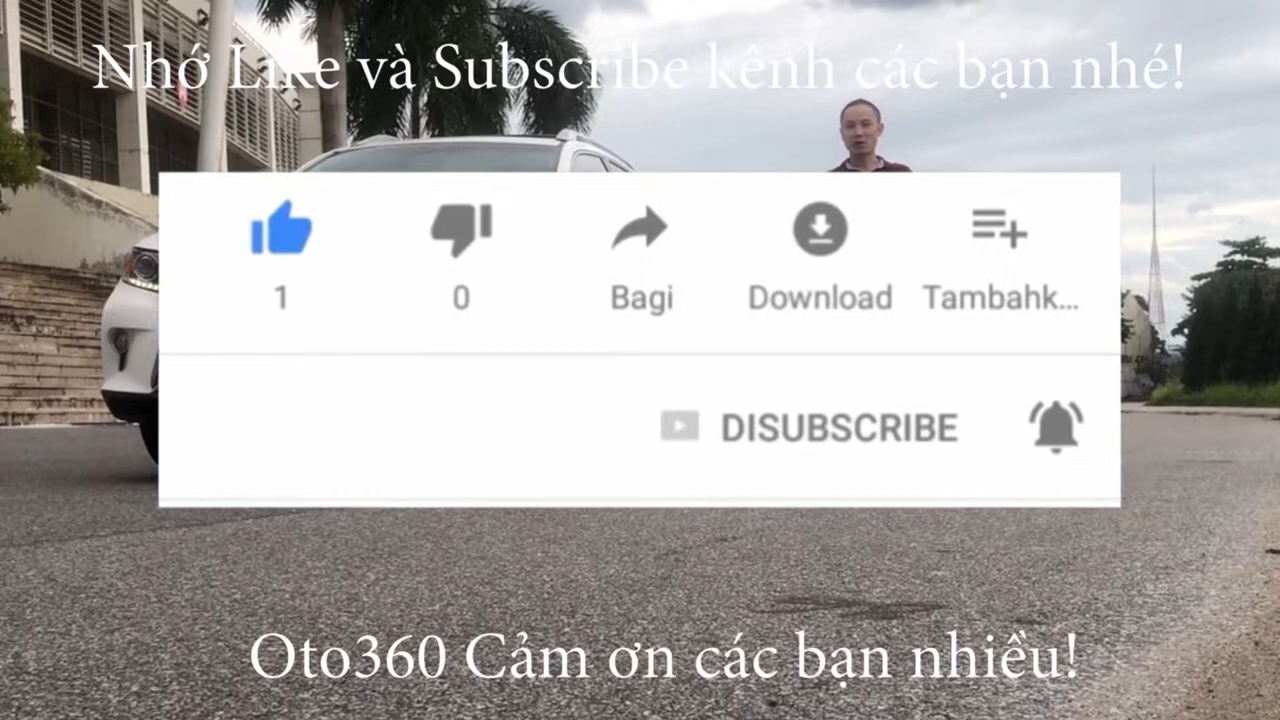 Nhớ Like và Subscribe kênh các bạn nhé!
1 0 Bagi Download Tambahk...
DISUBSCRIBE
Oto360 Cảm ơn các bạn nhiều!